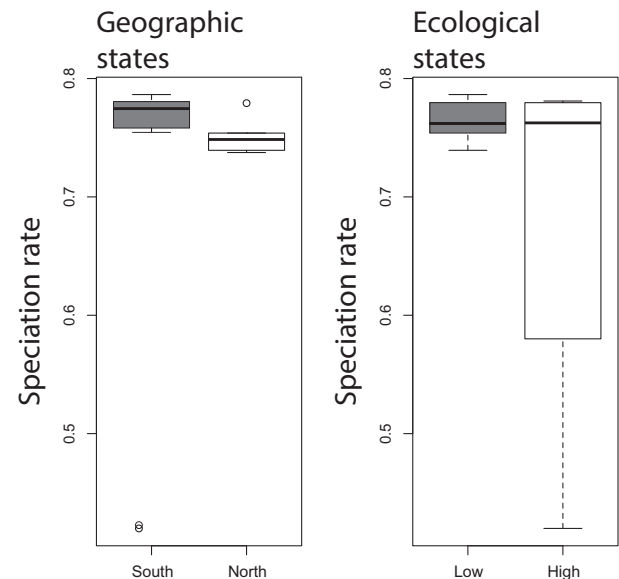 Geographic
states
Speciation rate
0.8
0.7
0.6
0.5
South
North
Ecological
states
Speciation rate
0.8
0.7
0.6
0.5
Low
High